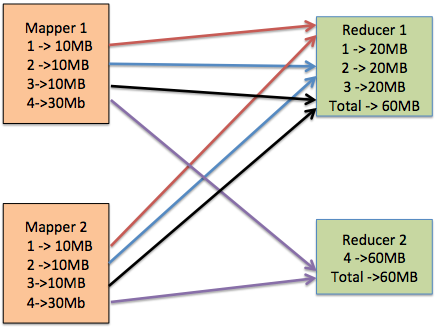 Mapper 1
1 -> 10MB
2 ->10MB
3->10MB
4->30Mb
Reducer 1
1 -> 20MB
2 -> 20MB
3 ->20MB
Total -> 60MB
Mapper 2
1 -> 10MB
2 ->10MB
3->10MB
4->30Mb
Reducer 2
4 ->60MB
Total ->60MB